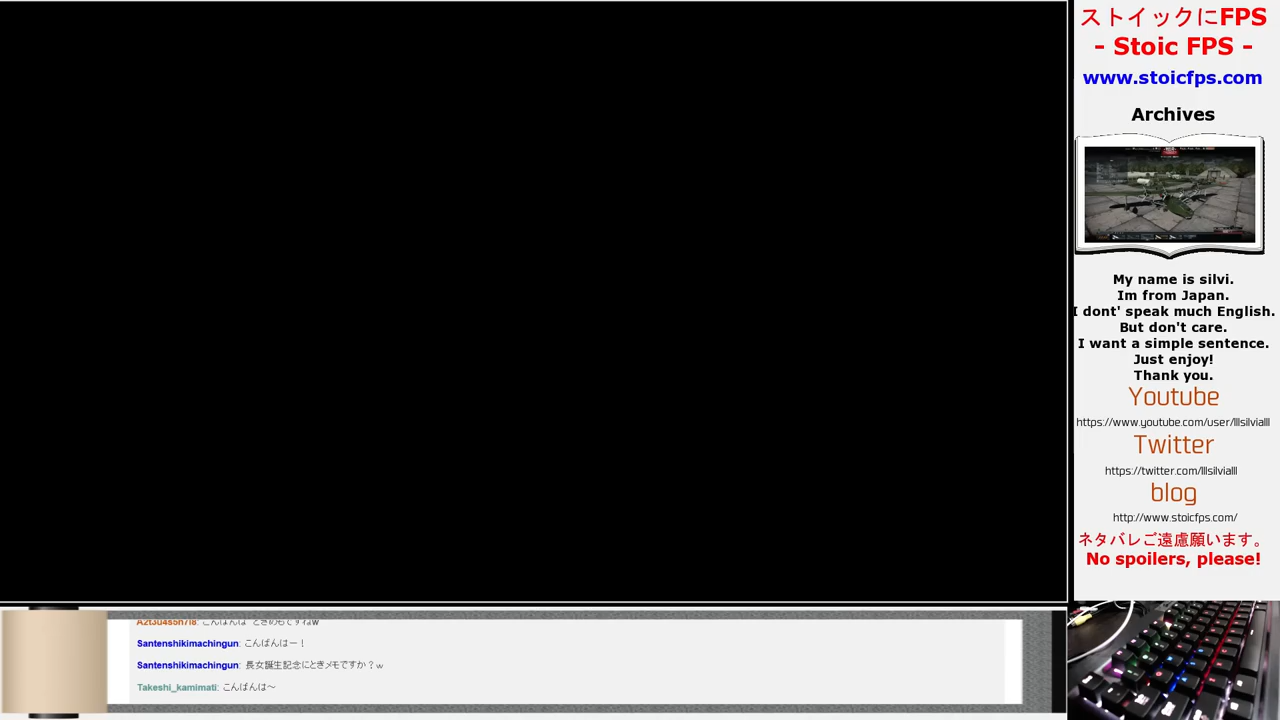 ストイックにFPS
- Stoic FPS -
www.stoicfps.com
Archives
My name is silvi.
Im from Japan.
I dont' speak much English.
But don't care.
I want a simple sentence.
Just enjoy!
Thank you.
Youtube
https://www.youtube.com/user/lllsilvialll
Twitter
https://twitter.com/lllsilvialll
blog
http://www.stoicfps.com/
ネタバレご遠慮願います。
No spoilers, please!
Santenshikimachingun: こんばんはー！
Santenshikimachingun: 長女誕生記念にときメモですか？w
Takeshi_kamimati: こんばんは～